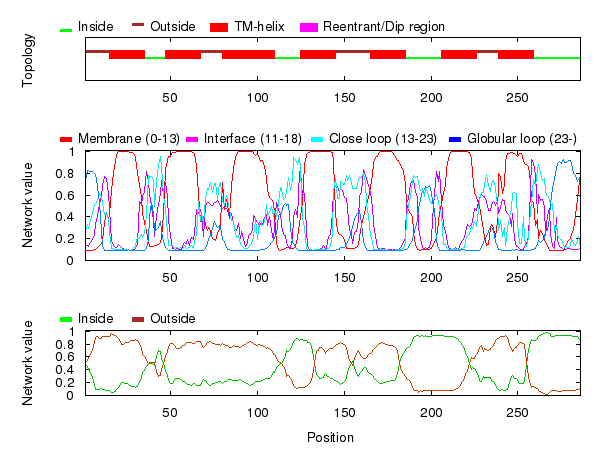 Inside Outside TM-helix Reentrant/Dip region
Topology
50 100 150 200 250
Membrane (0-13) Interface (11-18) Close loop (13-23) Globular loop (23-)
Network value
1
0.8
0.6
0.4
0.2
0
50 100 150 200 250
Inside Outside
Network value
1
0.8
0.6
0.4
0.2
0
50 100 150 200 250
Position